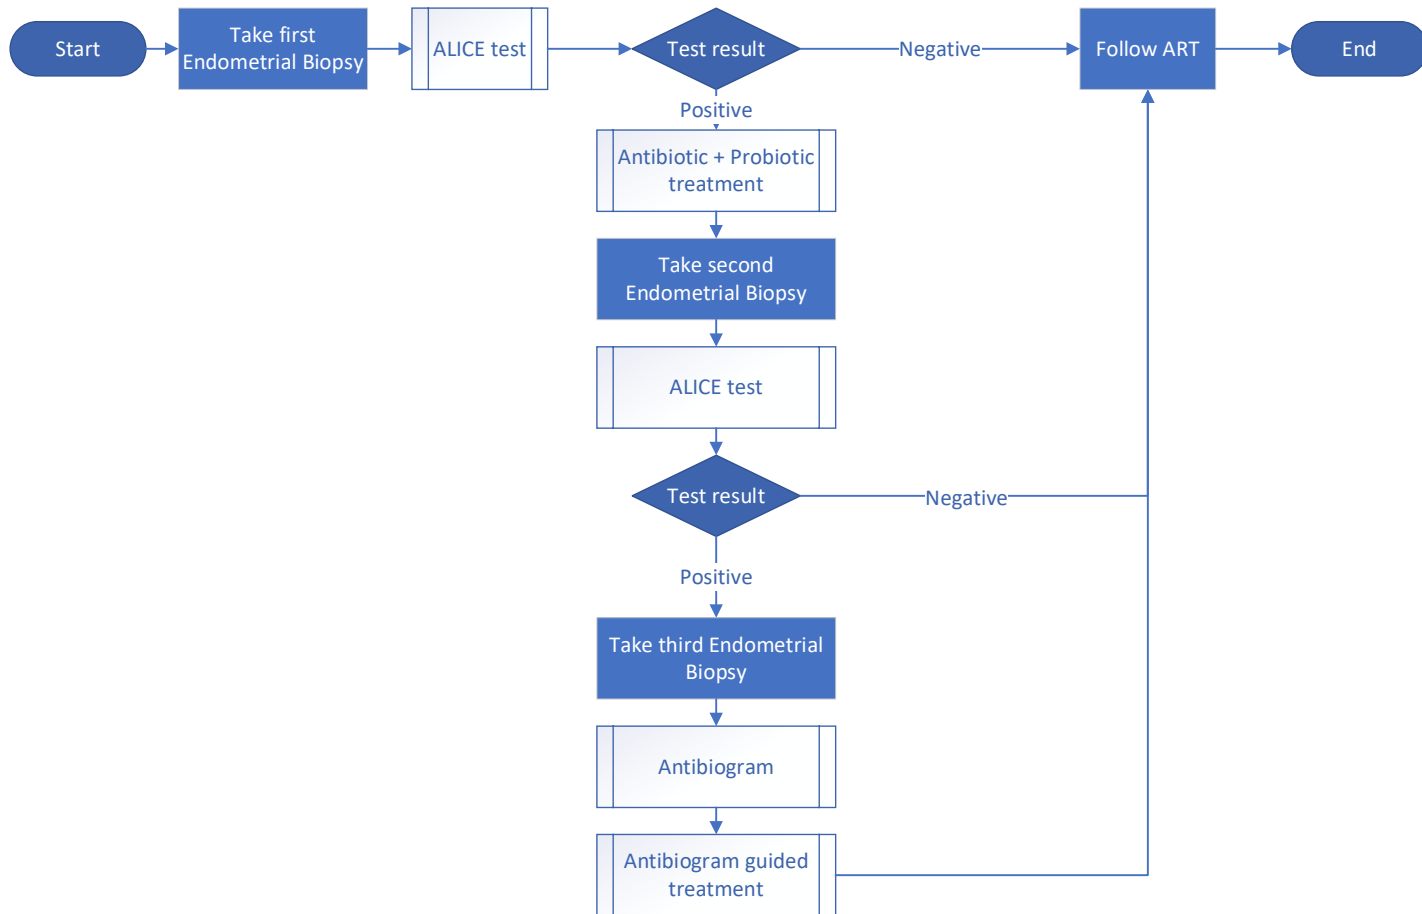 Start
Take first
Endometrial Biopsy
ALICE test
Test result
Negative
Follow ART
End
Positive
Antibiotic + Probiotic
treatment
Take second
Endometrial Biopsy
ALICE test
Test result
Negative
Positive
Take third Endometrial
Biopsy
Antibiogram
Antibiogram guided
treatment